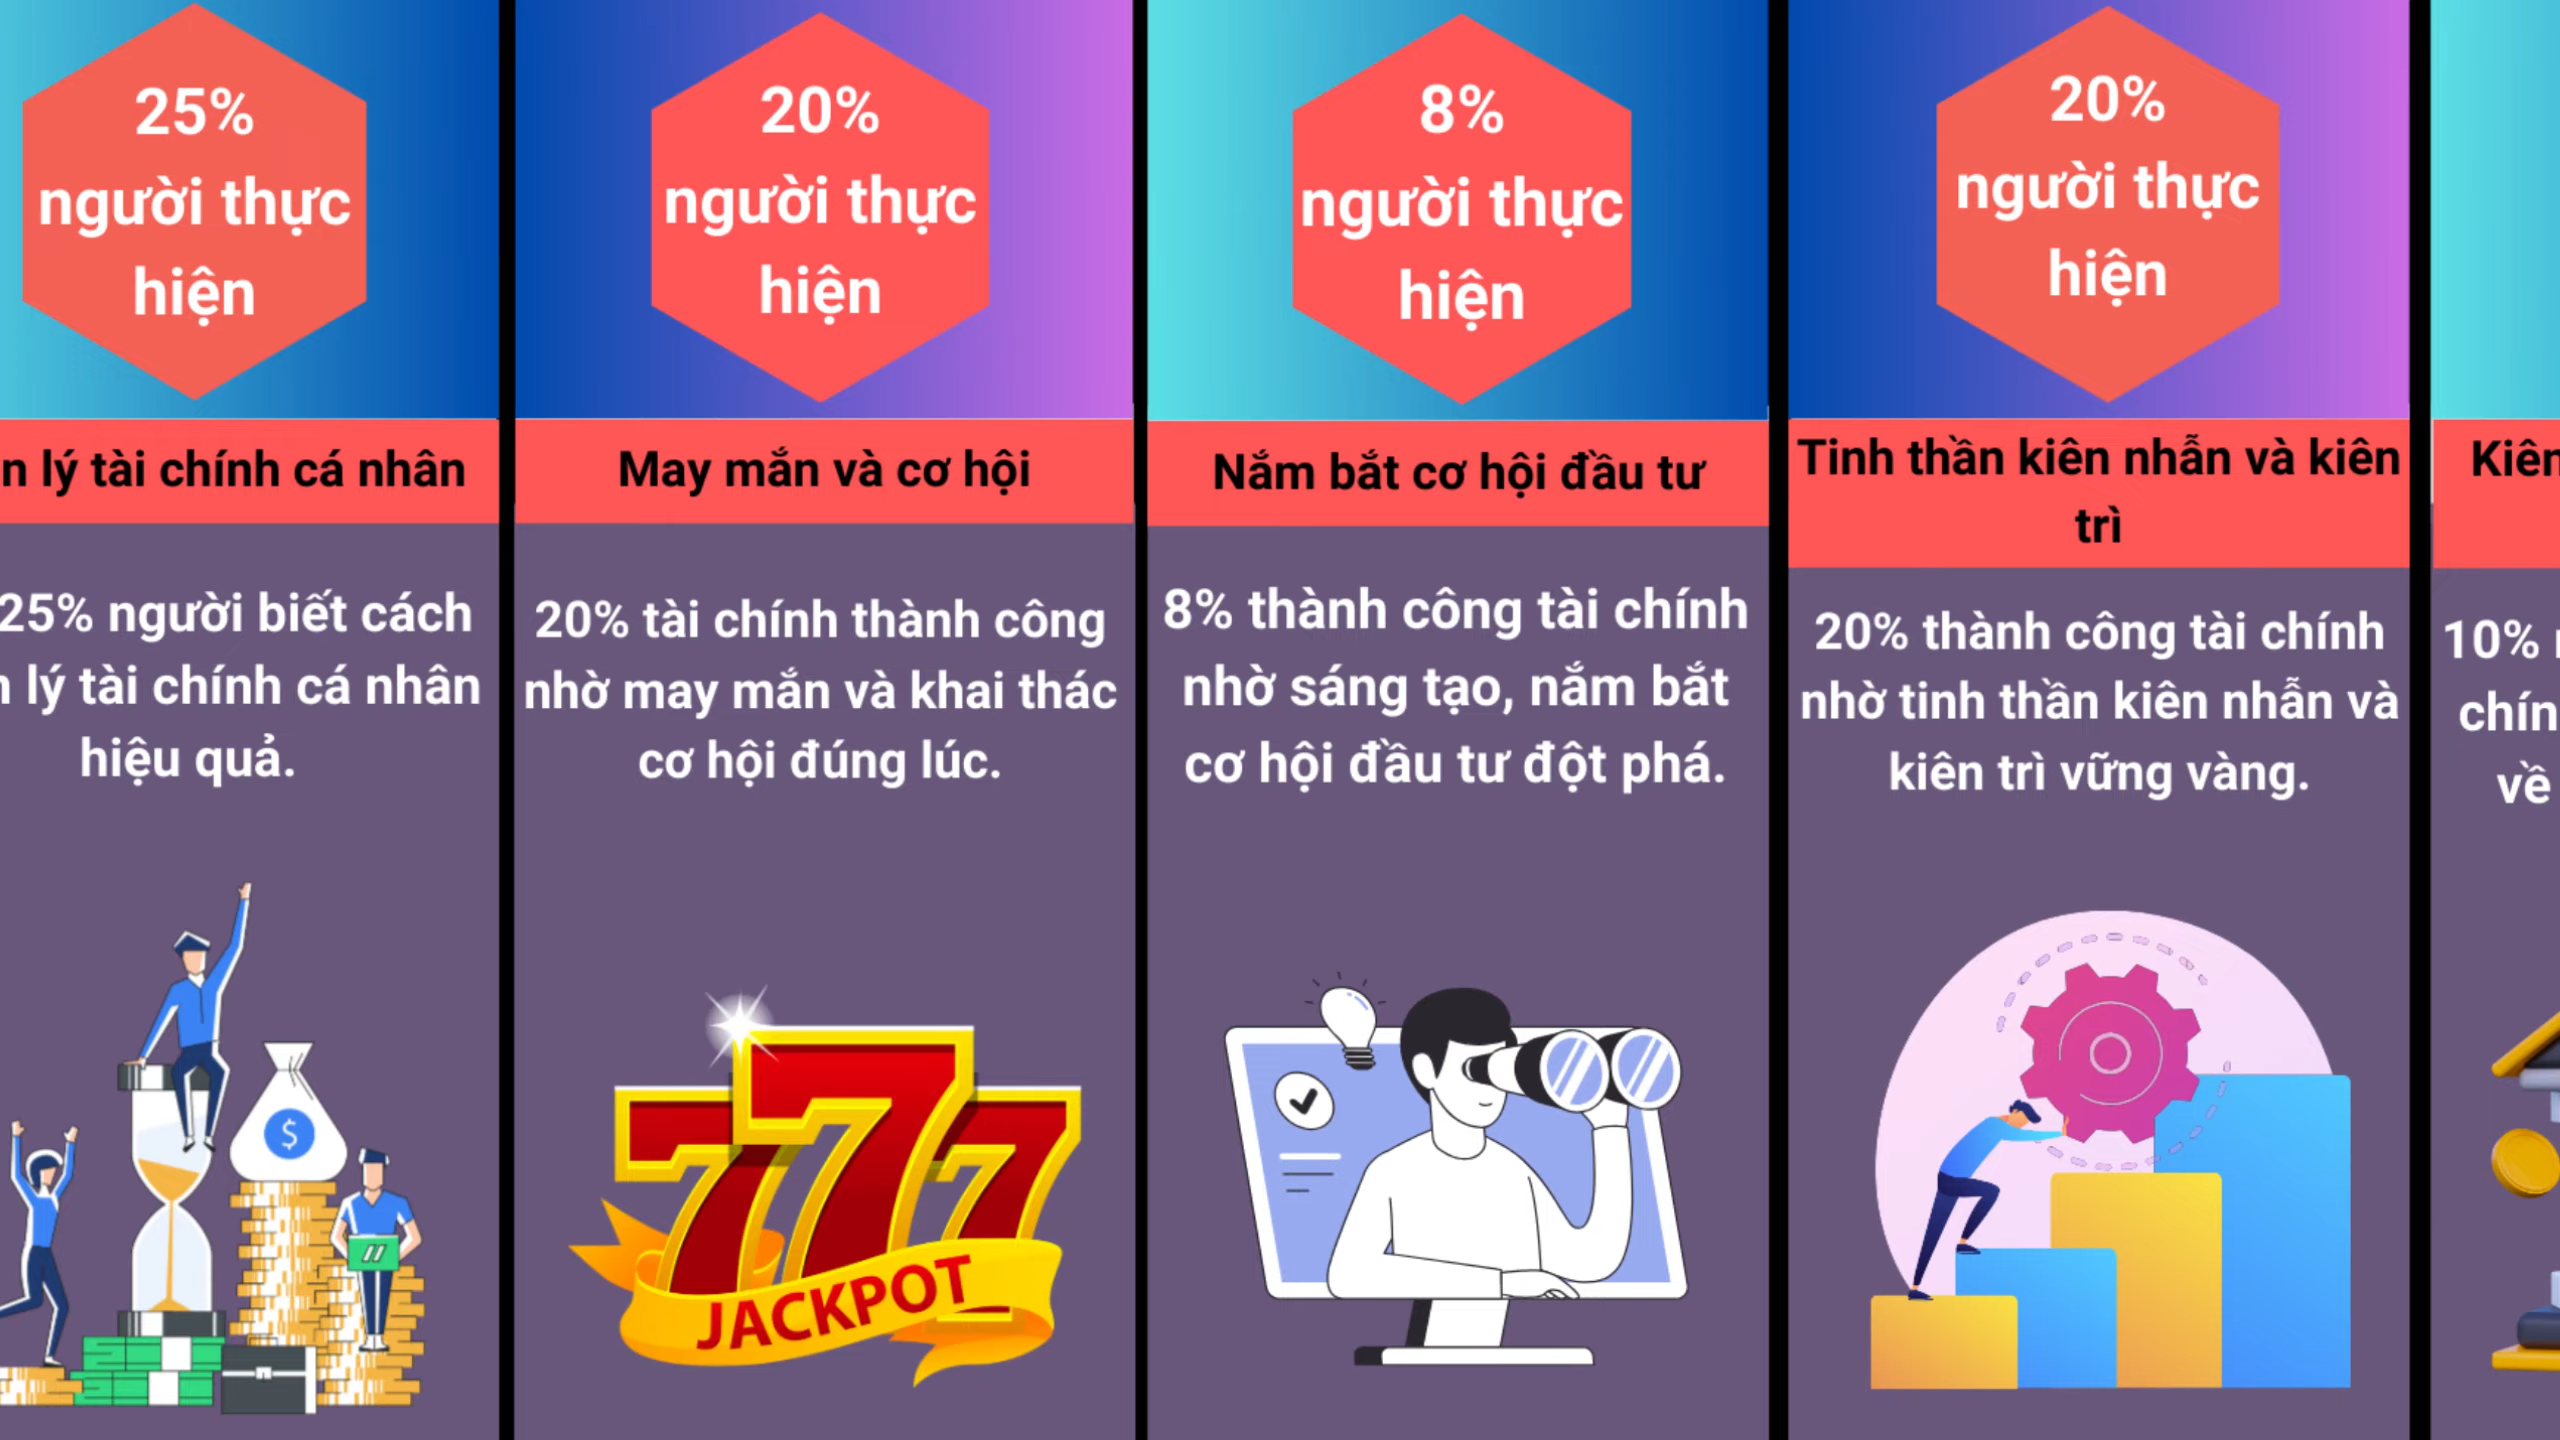 25%
người thực
hiện
n lý tài chính cá nhân
25% người biết cách
lý tài chính cá nhân
hiệu quả.
20%
người thực
hiện
May mắn và cơ hội
20% tài chính thành công
nhờ may mắn và khai thác
cơ hội đúng lúc.
777
JACKPOT
8%
người thực
hiện
Nắm bắt cơ hội đầu tư
8% thành công tài chính
nhờ sáng tạo, nắm bắt
cơ hội đầu tư đột phá.
20%
người thực
hiện
Tinh thần kiên nhẫn và kiên
trì
20% thành công tài chính
nhờ tinh thần kiên nhẫn và
kiên trì vững vàng.
Kiên
10%
chín
về
$